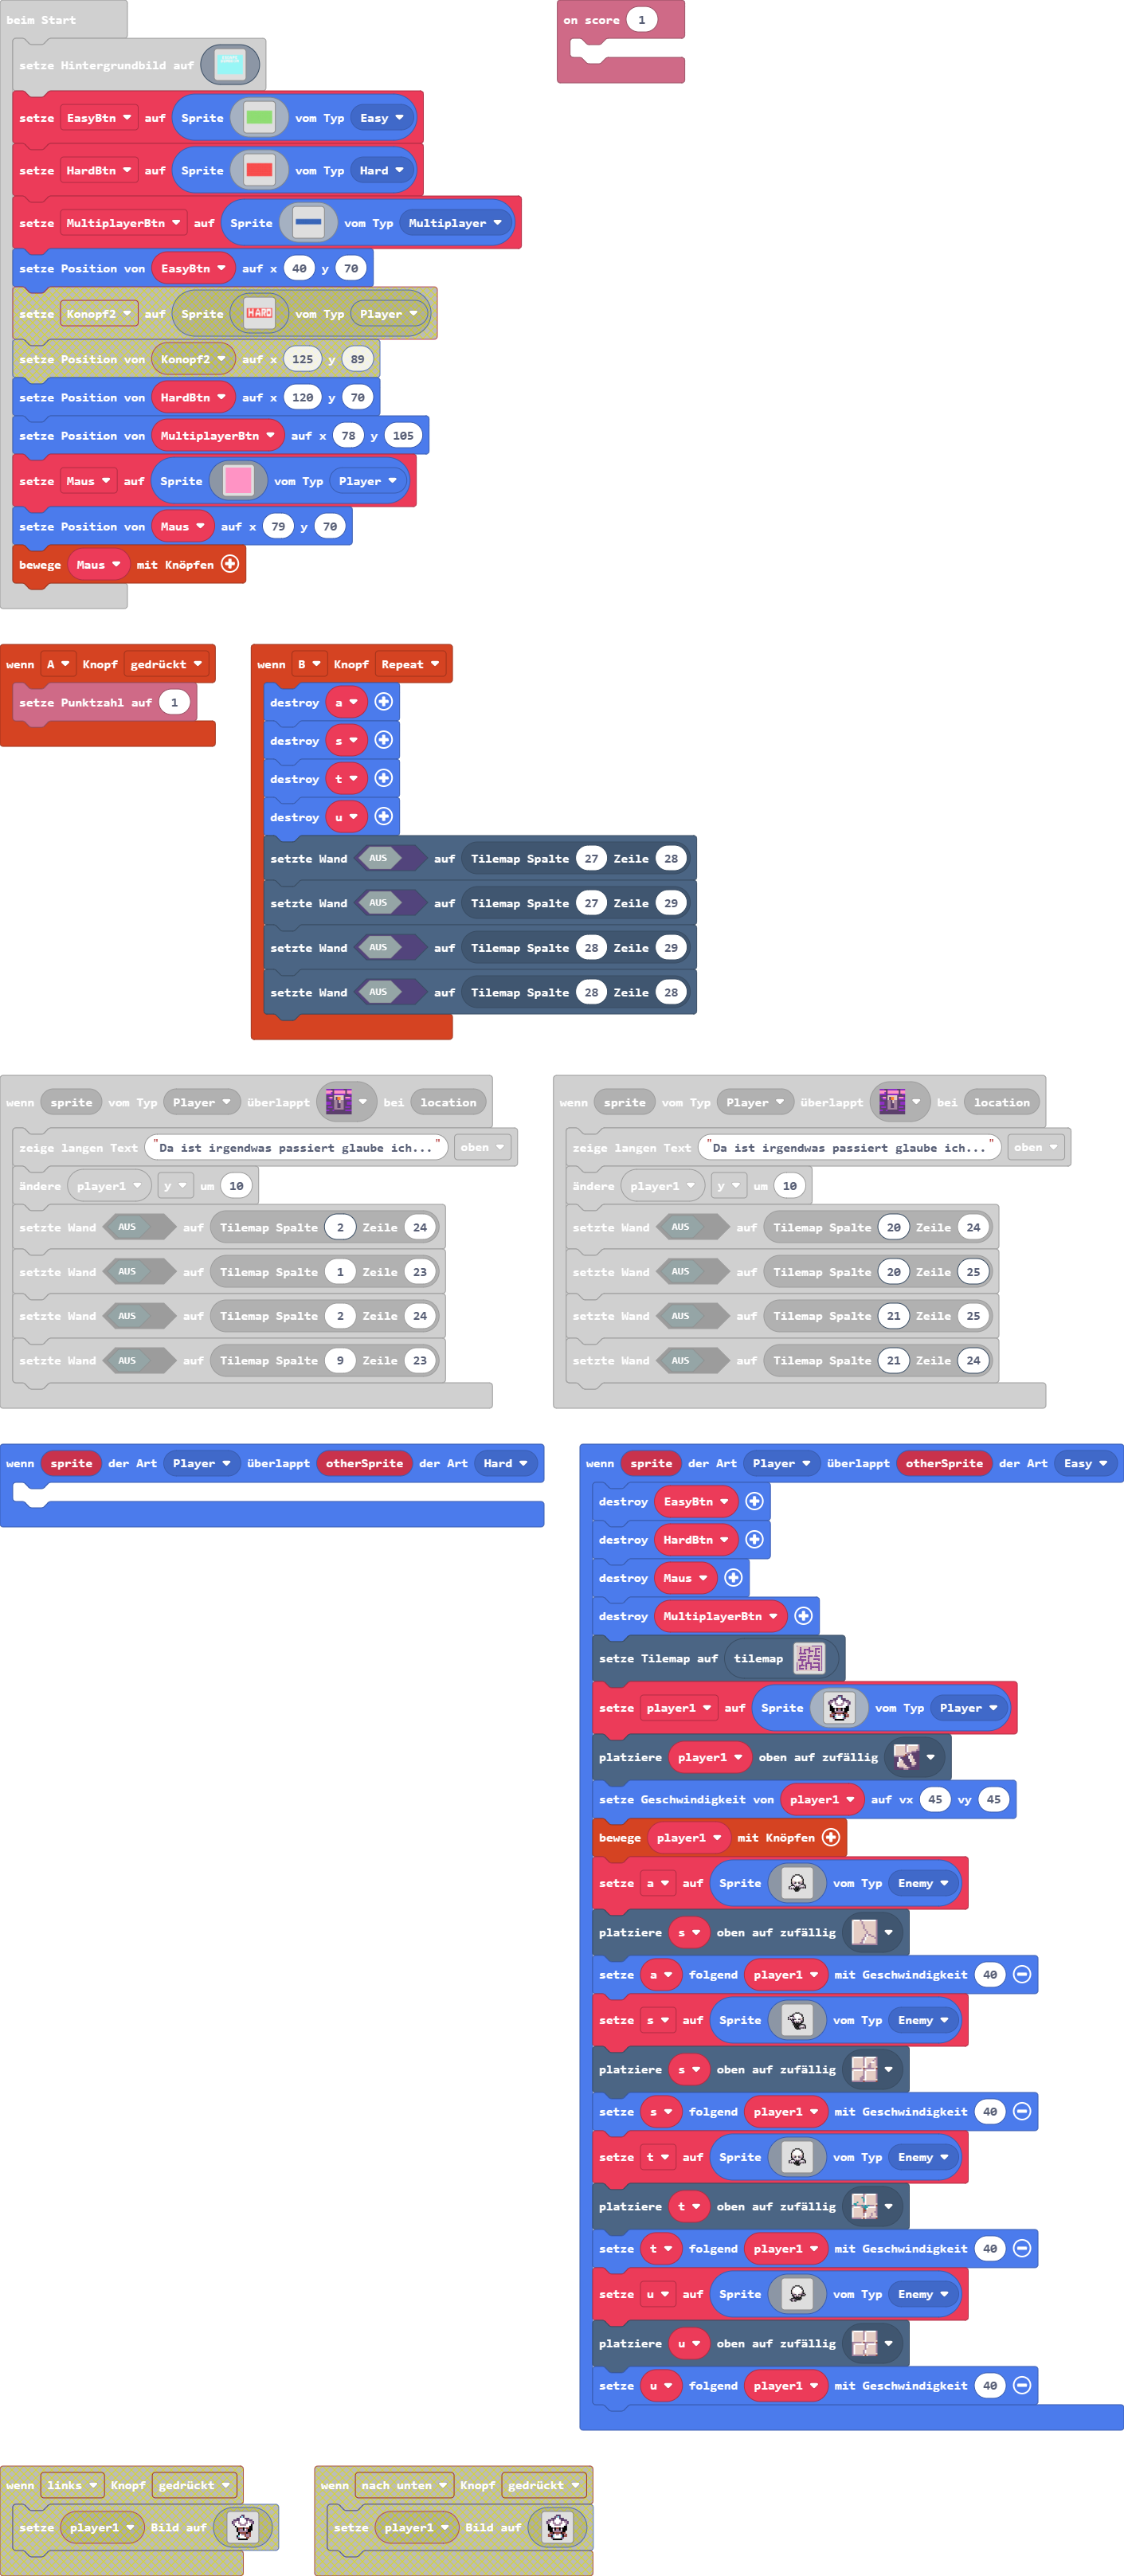 beim Start
on score 1
setze Hintergrundbild auf
setze EasyBtn auf Sprite vom Typ Easy
setze HardBtn auf Sprite vom Typ Hard
setze MultiplayerBtn auf Sprite vom Typ Multiplayer
setze Position von EasyBtn auf x 40 y 70
setze Konopf2 auf Sprite HARD vom Typ Player
setze Position von Konopf2 auf x 125 y 89
setze Position von HardBtn auf x 120 y 70
setze Position von MultiplayerBtn auf x 78 y 105
setze Maus auf Sprite vom Typ Player
setze Position von Maus auf x 79 y 70
bewege Maus mit Knöpfen
wenn A Knopf gedrückt
setze Punktzahl auf 1
wenn B Knopf Repeat
destroy a
destroy s
destroy t
destroy u
setzte Wand AUS auf Tilemap Spalte 27 Zeile 28
setzte Wand AUS auf Tilemap Spalte 27 Zeile 29
setzte Wand AUS auf Tilemap Spalte 28 Zeile 29
setzte Wand AUS auf Tilemap Spalte 28 Zeile 28
wenn sprite vom Typ Player überlappt bei location
zeige langen Text "Da ist irgendwas passiert glaube ich..." oben
ändere player1 y um 10
setzte Wand AUS auf Tilemap Spalte 2 Zeile 24
setzte Wand AUS auf Tilemap Spalte 1 Zeile 23
setzte Wand AUS auf Tilemap Spalte 2 Zeile 24
setzte Wand AUS auf Tilemap Spalte 9 Zeile 23
wenn sprite vom Typ Player überlappt bei location
zeige langen Text "Da ist irgendwas passiert glaube ich..." oben
ändere player1 y um 10
setzte Wand AUS auf Tilemap Spalte 20 Zeile 24
setzte Wand AUS auf Tilemap Spalte 20 Zeile 25
setzte Wand AUS auf Tilemap Spalte 21 Zeile 25
setzte Wand AUS auf Tilemap Spalte 21 Zeile 24
wenn sprite der Art Player überlappt otherSprite der Art Hard
wenn sprite der Art Player überlappt otherSprite der Art Easy
destroy EasyBtn
destroy HardBtn
destroy Maus
destroy MultiplayerBtn
setze Tilemap auf tilemap
setze player1 auf Sprite vom Typ Player
platziere player1 oben auf zufällig
setze Geschwindigkeit von player1 auf vx 45 vy 45
bewege player1 mit Knöpfen
setze a auf Sprite vom Typ Enemy
platziere s oben auf zufällig
setze a folgend player1 mit Geschwindigkeit 40
setze s auf Sprite vom Typ Enemy
platziere s oben auf zufällig
setze s folgend player1 mit Geschwindigkeit 40
setze t auf Sprite vom Typ Enemy
platziere t oben auf zufällig
setze t folgend player1 mit Geschwindigkeit 40
setze u auf Sprite vom Typ Enemy
platziere u oben auf zufällig
setze u folgend player1 mit Geschwindigkeit 40
wenn links Knopf gedrückt
setze player1 Bild auf
wenn nach unten Knopf gedrückt
setze player1 Bild auf